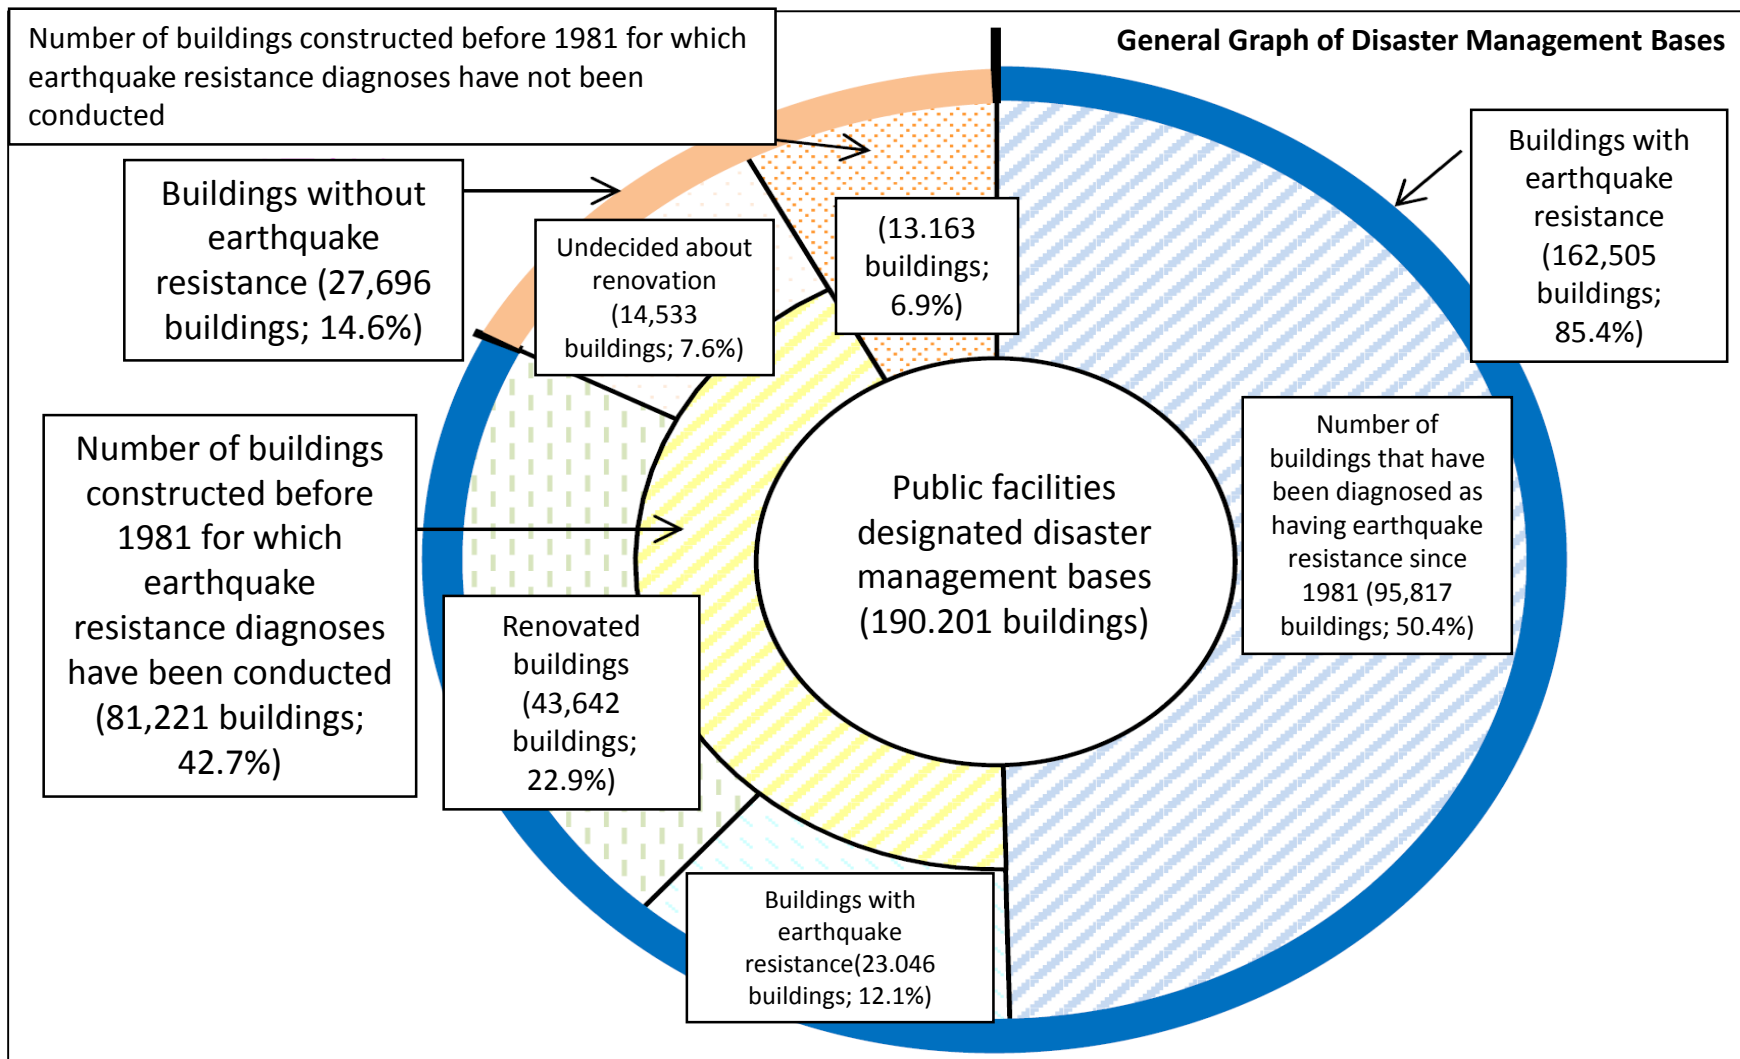 General Graph of Disaster Management Bases
Number of buildings constructed before 1981 for which
earthquake resistance diagnoses have not been
conducted
Buildings without
earthquake
resistance (27,696
buildings; 14.6%)
Undecided about
renovation
(14,533
buildings; 7.6%)
(13.163
buildings;
6.9%)
Buildings with
earthquake
resistance
(162,505
buildings;
85.4%)
Number of buildings
constructed before
1981 for which
earthquake
resistance diagnoses
have been conducted
(81,221 buildings;
42.7%)
Public facilities
designated disaster
management bases
(190.201 buildings)
Number of
buildings that have
been diagnosed as
having earthquake
resistance since
1981 (95,817
buildings; 50.4%)
Renovated
buildings
(43,642
buildings;
22.9%)
Buildings with
earthquake
resistance(23.046
buildings; 12.1%)